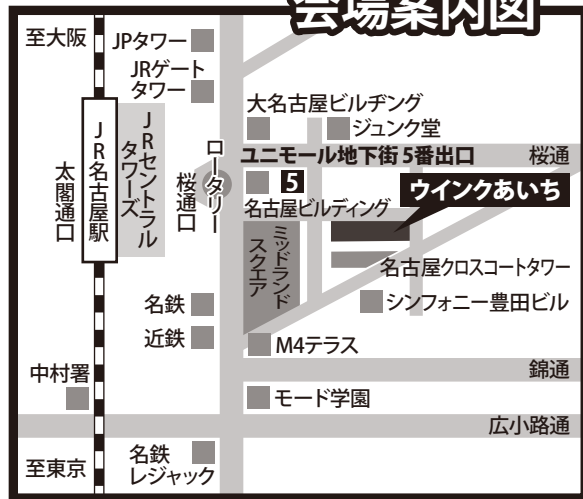 会場案内図
至大阪
JPタワー
JRゲート
タワー
大名古屋ビルヂング
ジュンク堂
ユニモール地下街 5番出口
桜通
JR名古屋駅
JRセントラル
タワーズ
太閤通口
桜通口
ロータリー
5
名古屋ビルディング
ウインクあいち
ミッドランド
スクエア
名古屋クロスコートタワー
シンフォニー豊田ビル
名鉄
近鉄
M4テラス
錦通
中村署
モード学園
広小路通
至東京
名鉄
レジャック